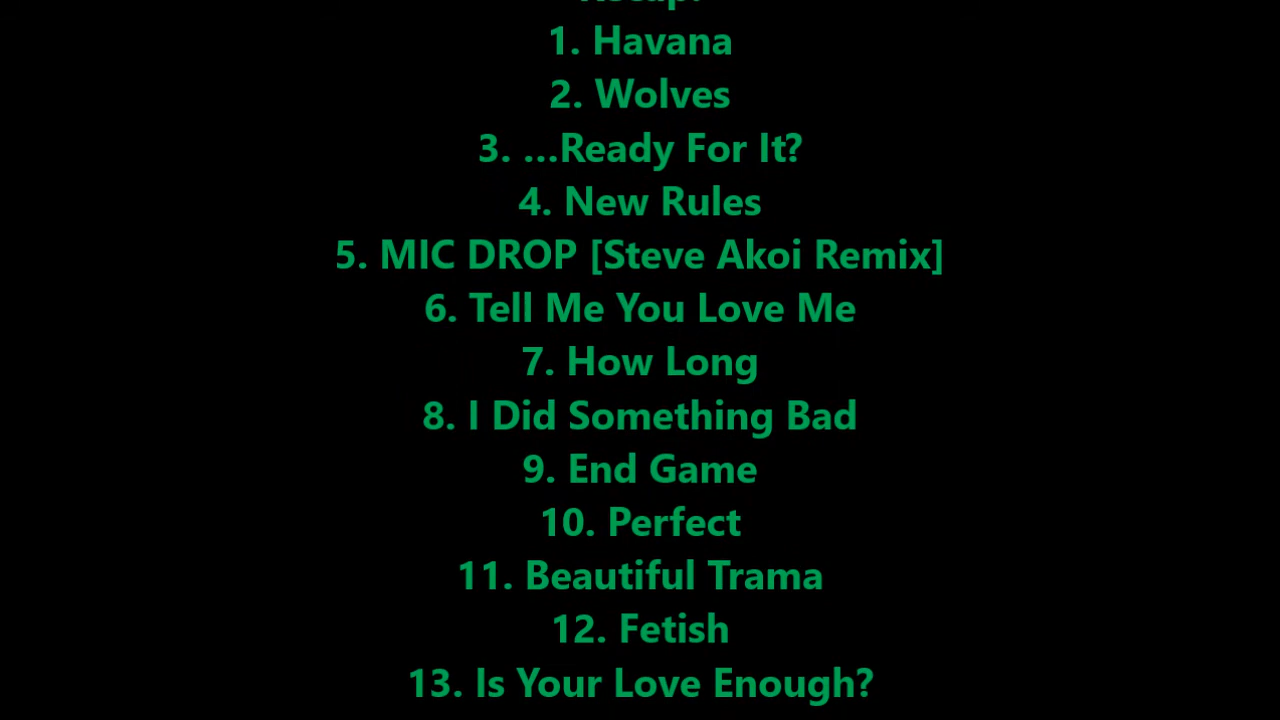 Recap:
1. Havana
2. Wolves
3. ...Ready For It?
4. New Rules
5. MIC DROP [Steve Akoi Remix]
6. Tell Me You Love Me
7. How Long
8. I Did Something Bad
9. End Game
10. Perfect
11. Beautiful Trama
12. Fetish
13. Is Your Love Enough?